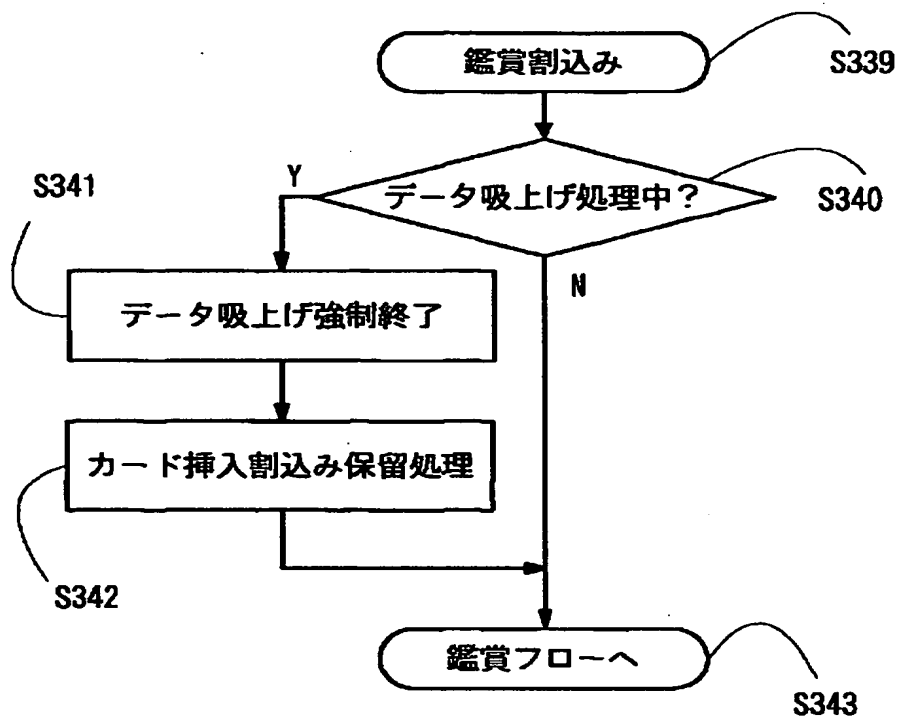 鑑賞割込み
S339
データ吸上げ処理中？
S340
Y
N
S341
データ吸上げ強制終了
カード挿入割込み保留処理
S342
鑑賞フローへ
S343